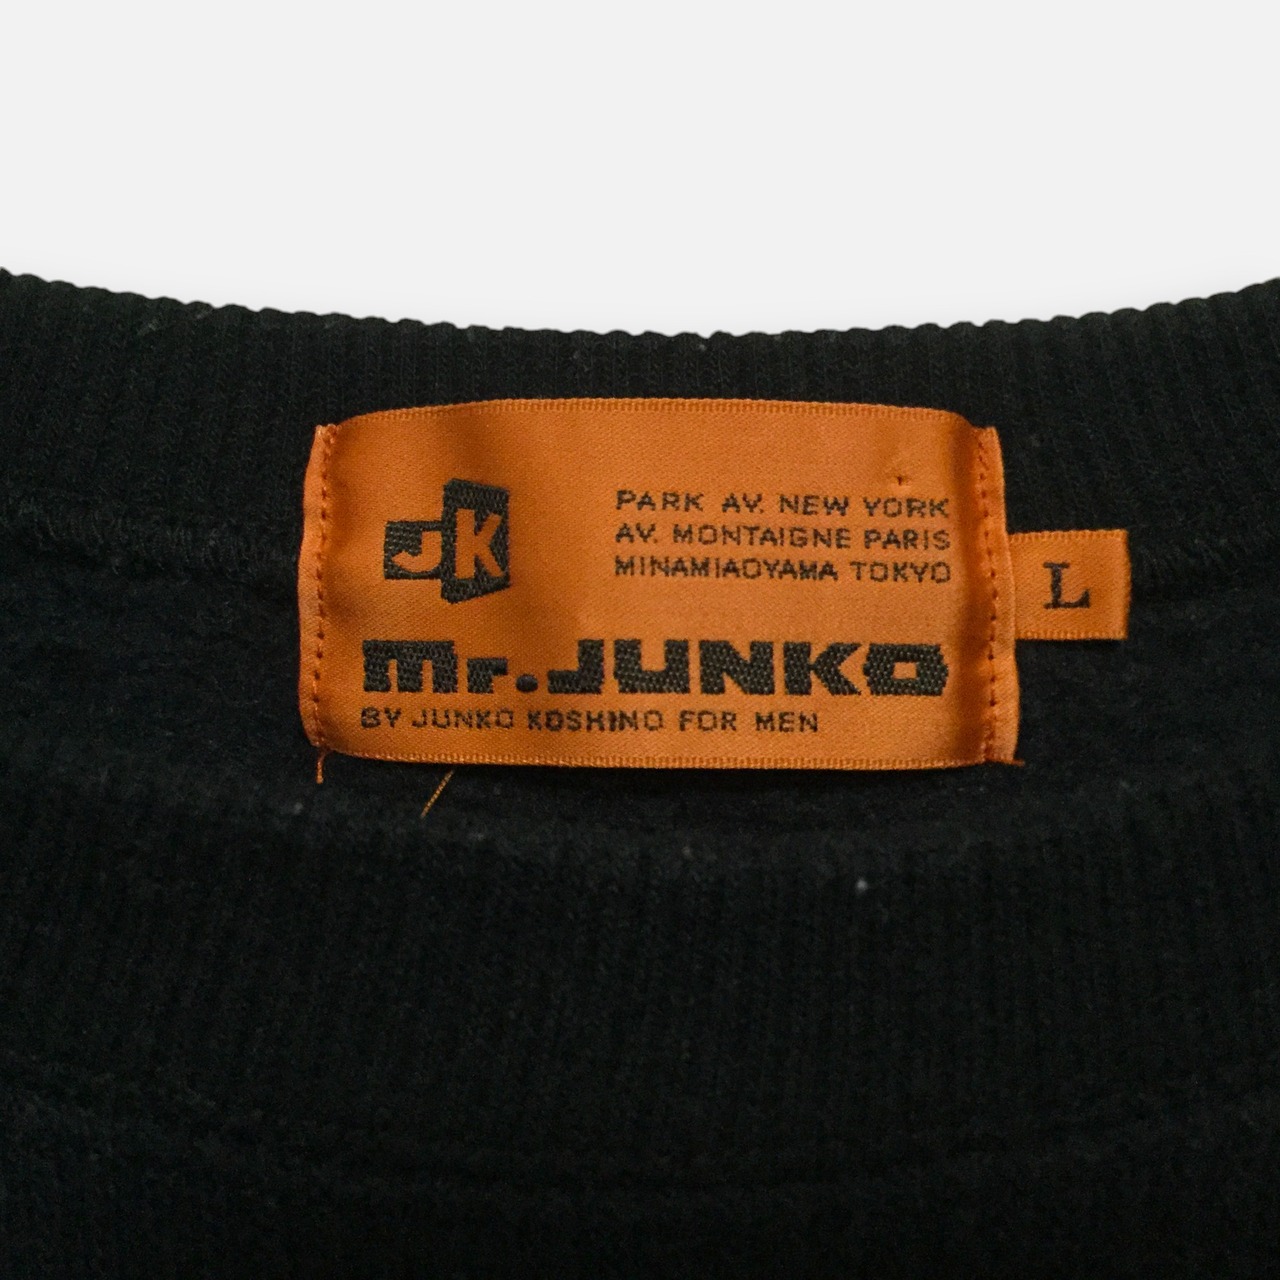 JK
PARK AV. NEW YORK
AV. MONTAIGNE PARIS
MINAMIAOYAMA TOKYO
L
Mr.JUNKO
BY JUNKO KOSHINO FOR MEN